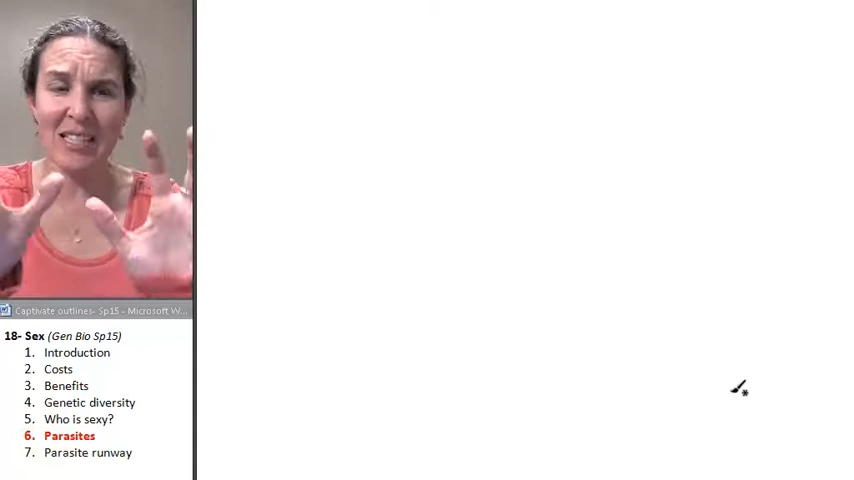 Captivate outlines- Sp15 - Microsoft W...
18- Sex (Gen Bio Sp15)
1. Introduction
2. Costs
3. Benefits
4. Genetic diversity
5. Who is sexy?
6. Parasites
7. Parasite runway